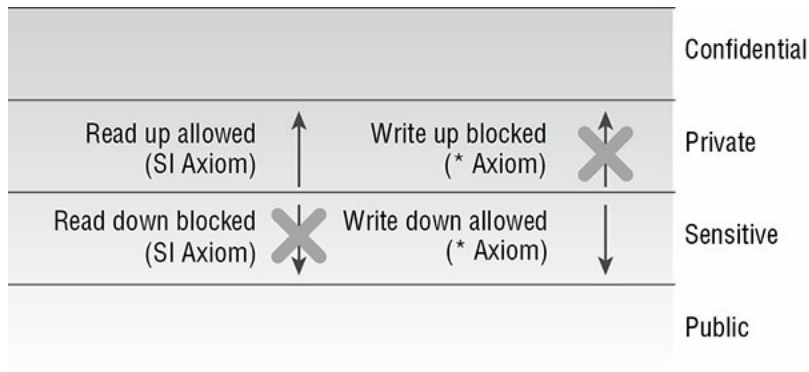 Confidential
Read up allowed
(SI Axiom)
Write up blocked
(* Axiom)
Private
Read down blocked
(SI Axiom)
Write down allowed
(* Axiom)
Sensitive
Public